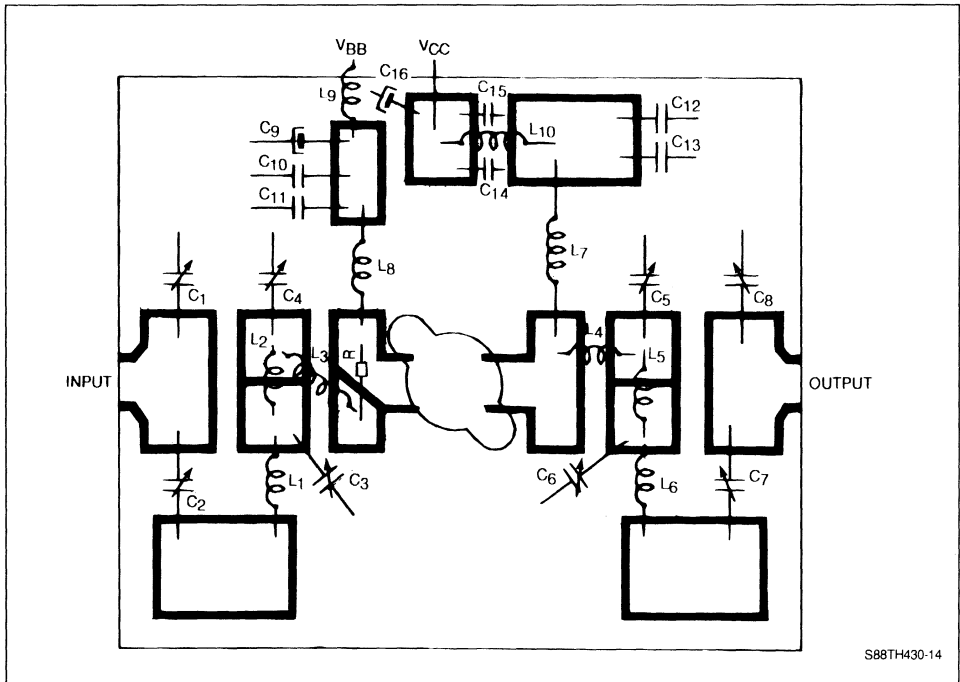 VBB
VCC
C16
L9
C15
C12
C9
L10
C13
C10
C14
C11
L8
L7
C1
C4
C5
C8
L2
L3
R
L4
L5
INPUT
OUTPUT
C2
L1
C3
C6
L6
C7
S88TH430-14